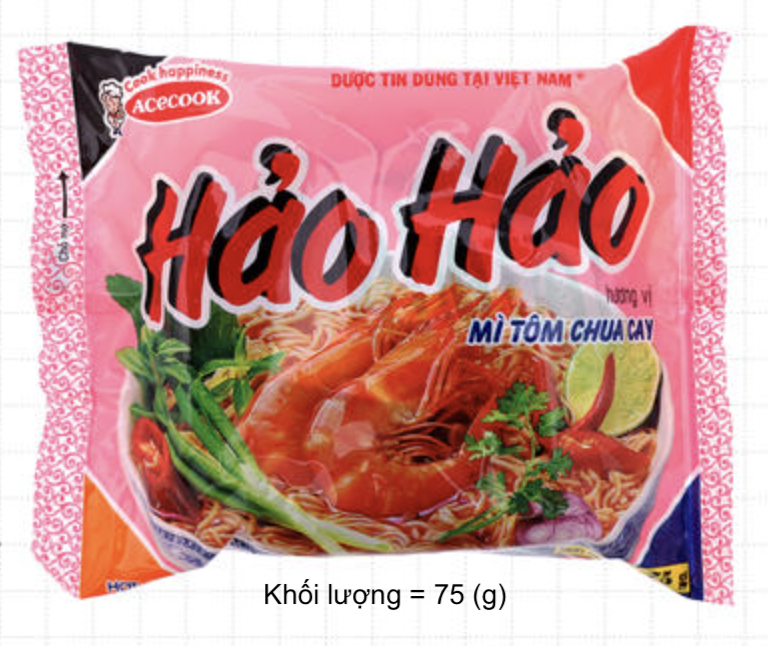 Cook happiness
ACECOOK
ĐƯỢC TIN DÙNG TẠI VIỆT NAM*
Hảo Hảo
hương vị
MÌ TÔM CHUA CAY
Khối lượng = 75 (g)